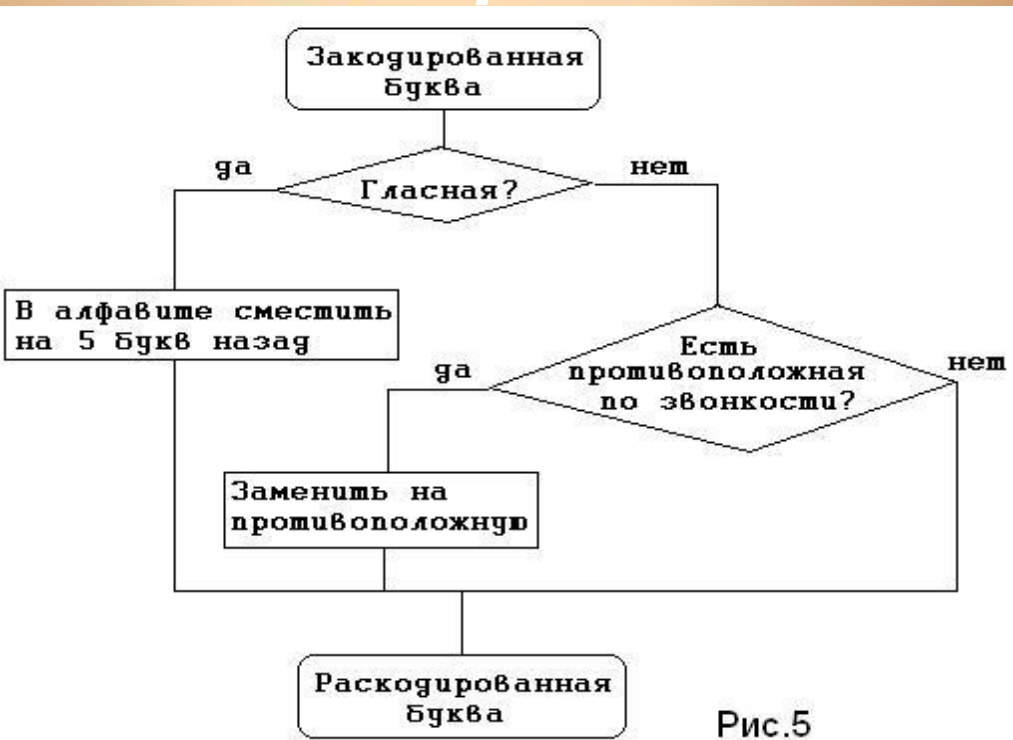 Закодированная
буква
да
Гласная?
нет
В алфавите сместить
на 5 букв назад
да
Есть
противоположная
по звонкости?
нет
Заменить на
противоположную
Раскодированная
буква
Рис.5